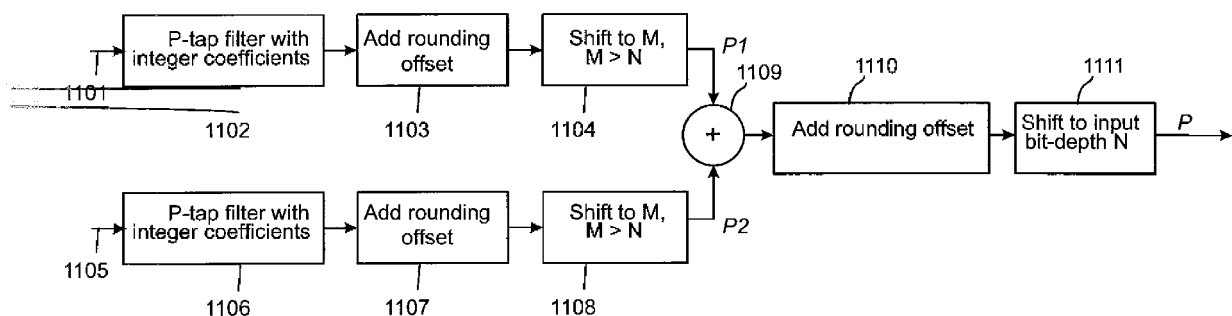 P-tap filter with
integer coefficients
Add rounding
offset
Shift to M,
M > N
P1
1101
1102
1103
1104
1109
+
1110
Add rounding offset
1111
Shift to input
bit-depth N
P
P-tap filter with
integer coefficients
Add rounding
offset
Shift to M,
M > N
P2
1105
1106
1107
1108